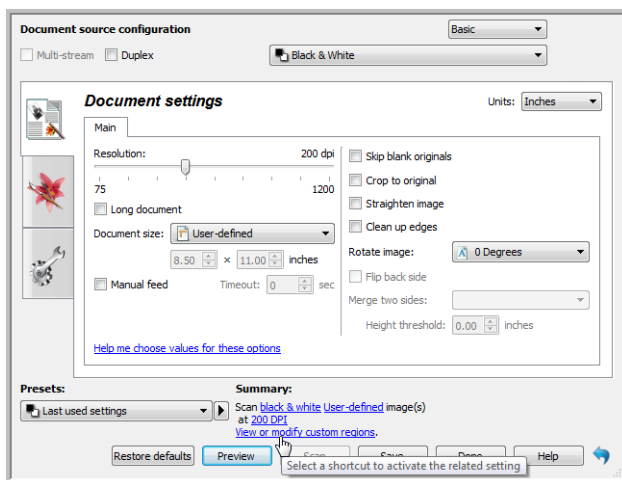 Document source configuration
Basic
Multi-stream
Duplex
Black & White
Document settings
Units: Inches
Main
Resolution: 200 dpi
75 1200
Long document
Document size: User-defined
8.50 × 11.00 inches
Manual feed Timeout: 0 sec
Skip blank originals
Crop to original
Straighten image
Clean up edges
Rotate image: 0 Degrees
Flip back side
Merge two sides:
Height threshold: 0.00 inches
Help me choose values for these options
Presets:
Last used settings
Summary:
Scan black & white User-defined image(s)
at 200 DPI
View or modify custom regions.
Restore defaults Preview Scan Save Done Help
Select a shortcut to activate the related setting